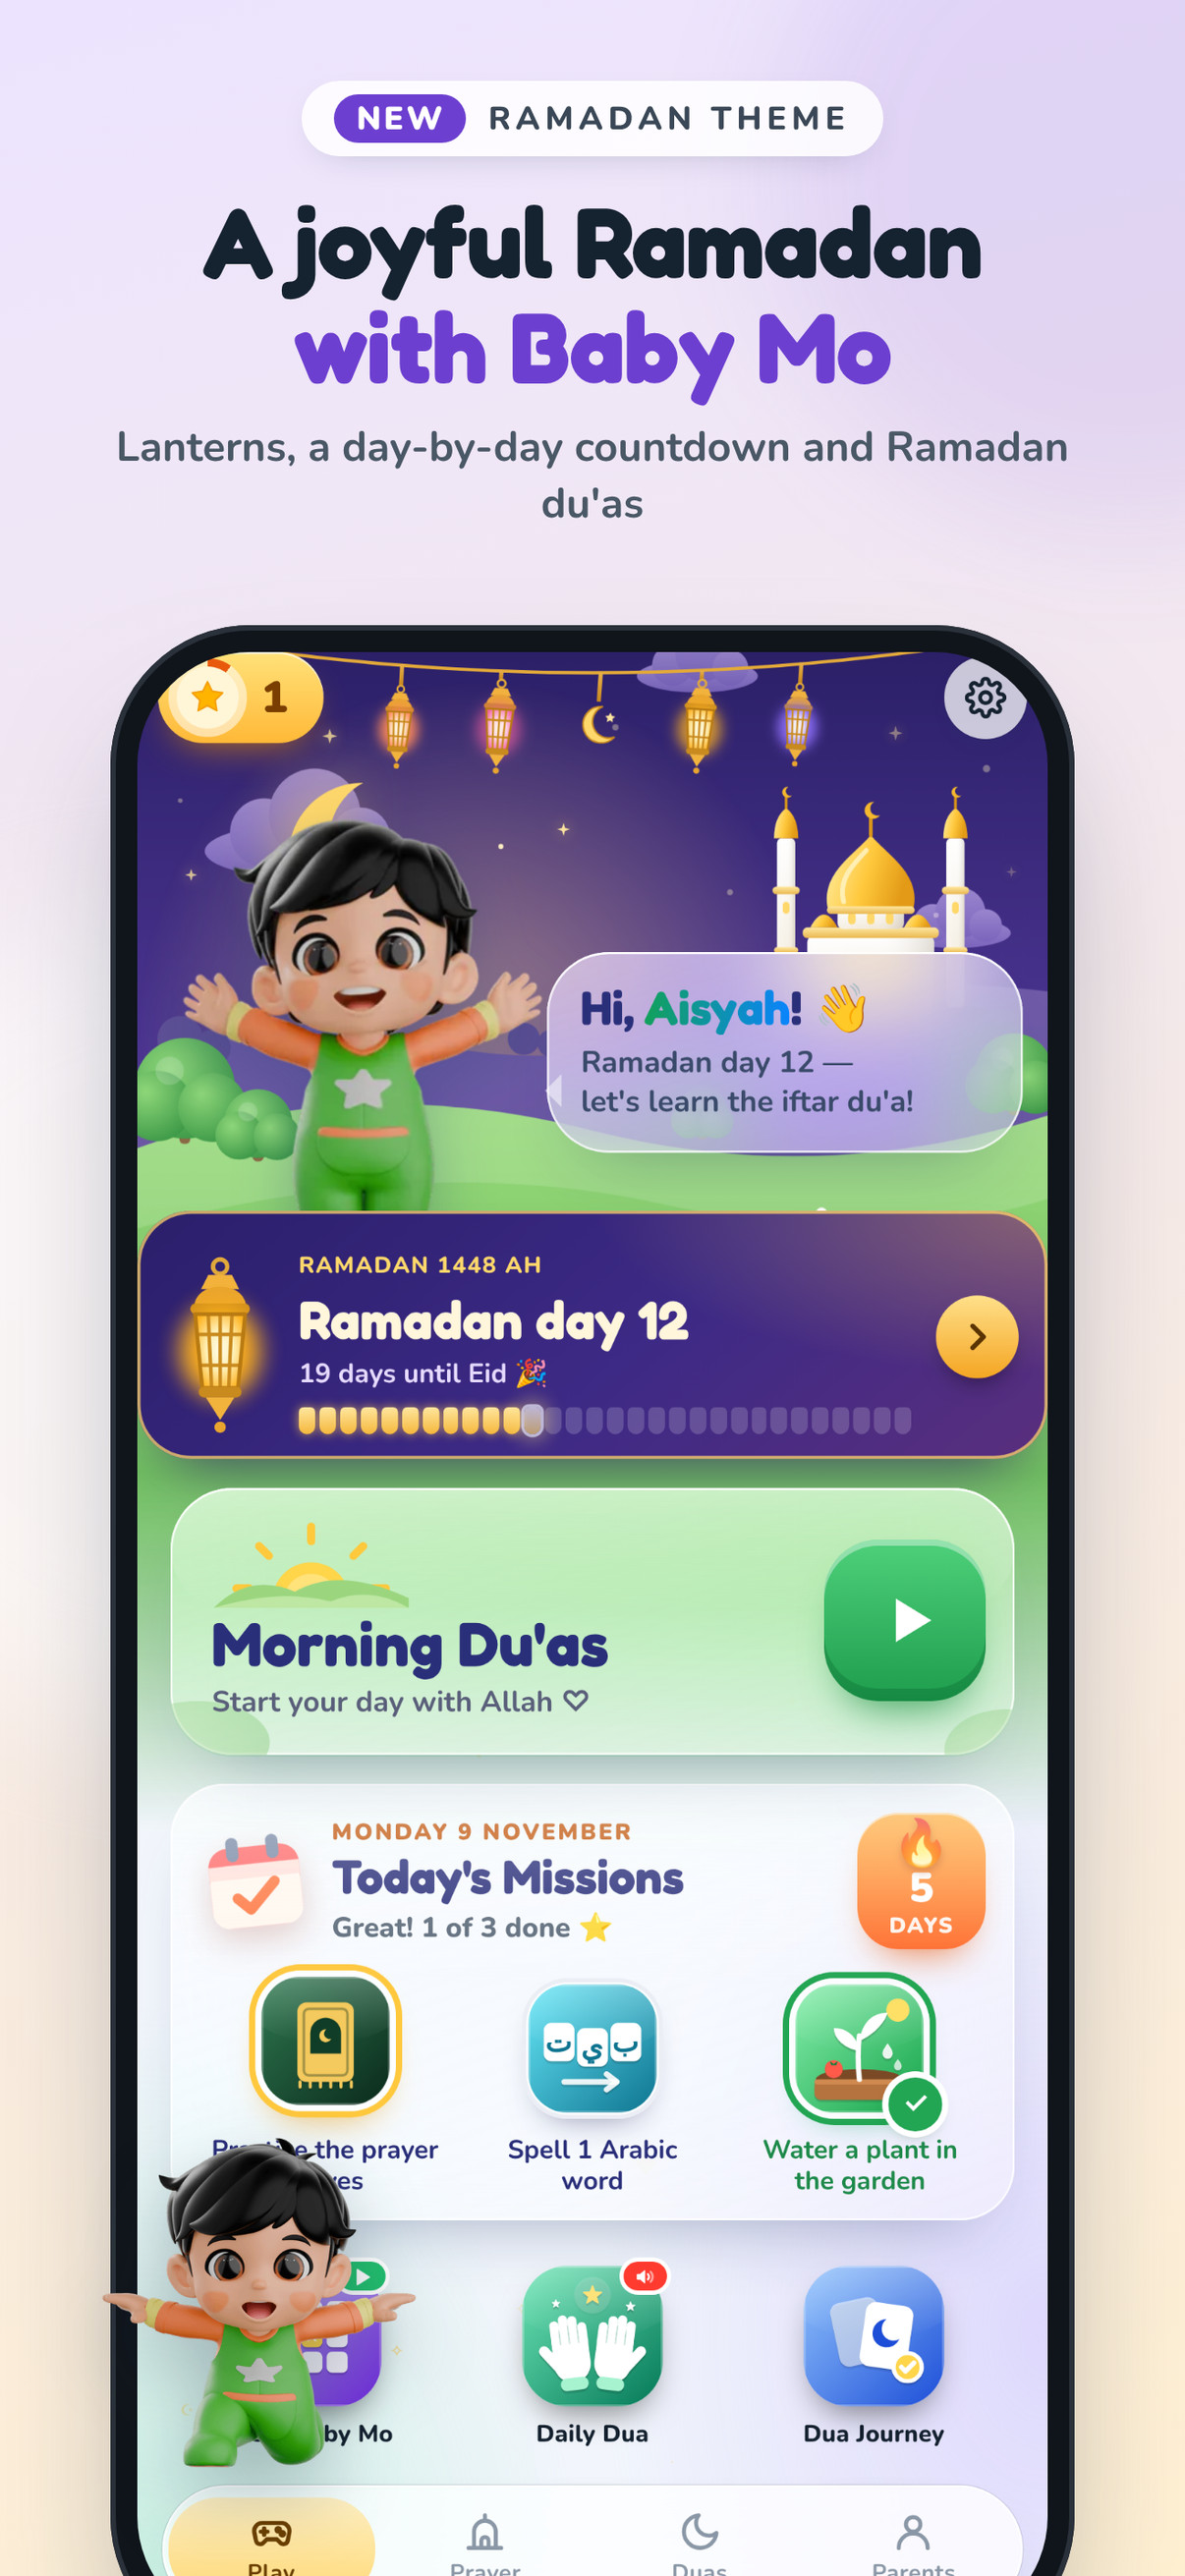 NEW RAMADAN THEME
A joyful Ramadan
with Baby Mo
Lanterns, a day-by-day countdown and Ramadan
du'as
1
Hi, Aisyah! 👋
Ramadan day 12 —
let's learn the iftar du'a!
RAMADAN 1448 AH
Ramadan day 12
19 days until Eid 🎉
Morning Du'as
Start your day with Allah ♡
MONDAY 9 NOVEMBER
Today's Missions
Great! 1 of 3 done ⭐
5
DAYS
ب ي ت
the prayer
Spell 1 Arabic
word
Water a plant in
the garden
by Mo
Daily Dua
Dua Journey
Play
Prayer
Duas
Parents